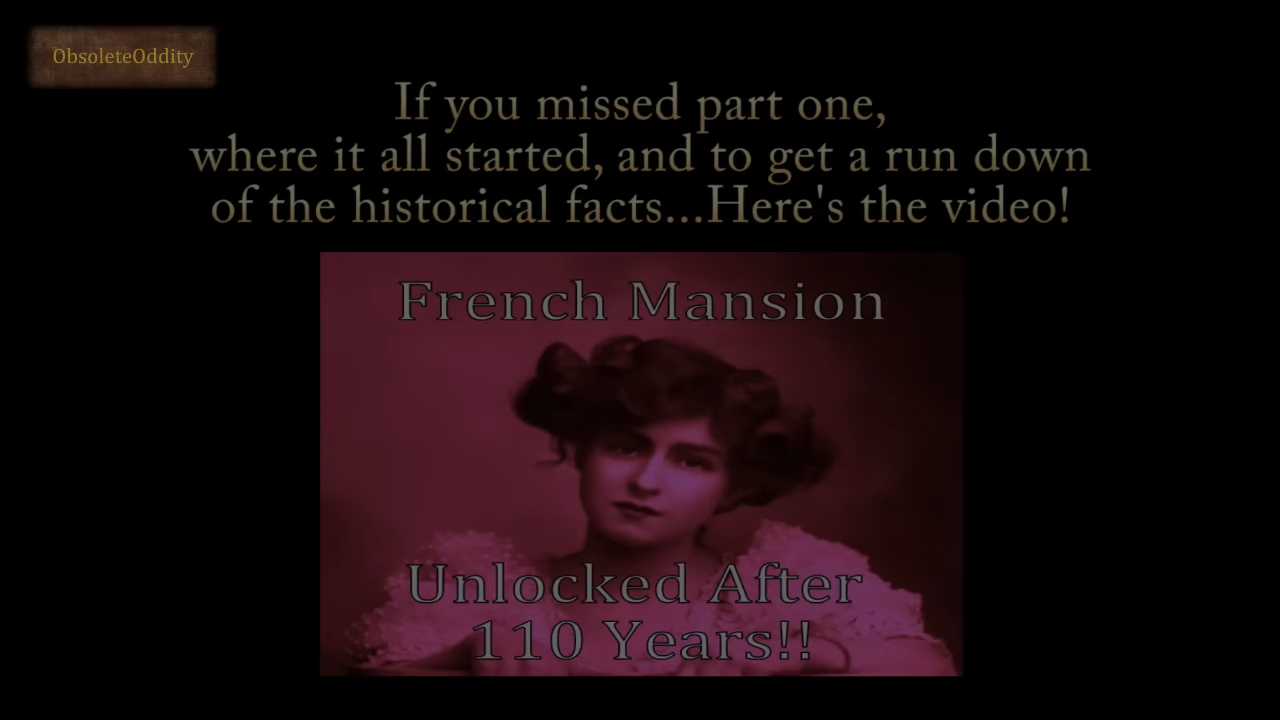 ObsoleteOddity
If you missed part one,
where it all started, and to get a run down
of the historical facts...Here's the video!
French Mansion
Unlocked After
110 Years!!